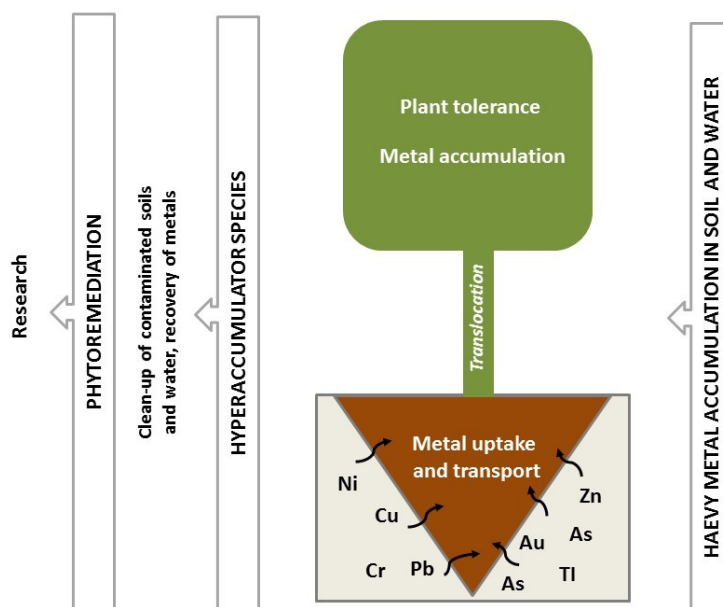 Research
PHYTOREMEDIATION
Clean-up of contaminated soils
and water, recovery of metals
HYPERACCUMULATOR SPECIES
Plant tolerance
Metal accumulation
Translocation
Metal uptake
and transport
Ni
Cu
Cr
Pb
As
Au
Tl
As
Zn
HAEVY METAL ACCUMULATION IN SOIL AND WATER